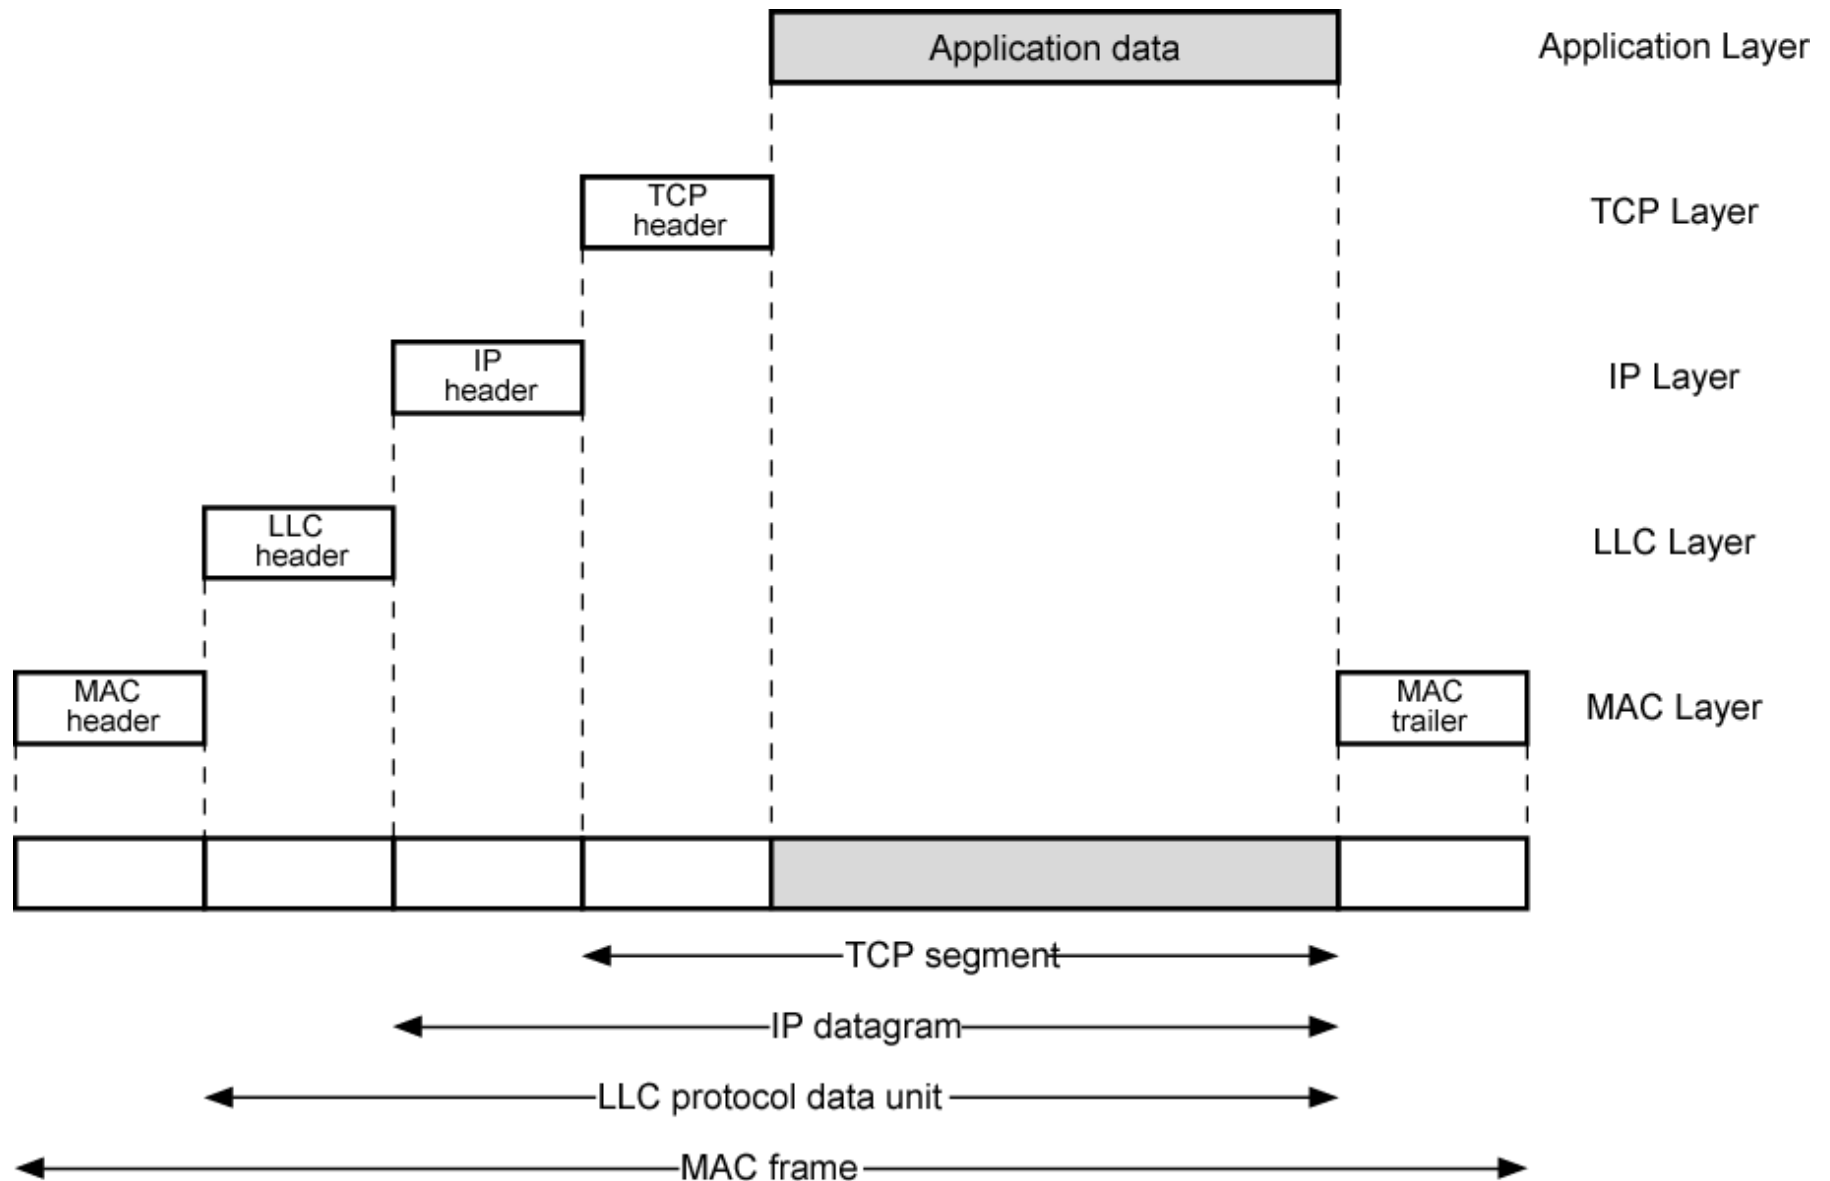 Application data
Application Layer
TCP
header
TCP Layer
IP
header
IP Layer
LLC
header
LLC Layer
MAC
header
MAC
trailer
MAC Layer
TCP segment
IP datagram
LLC protocol data unit
MAC frame